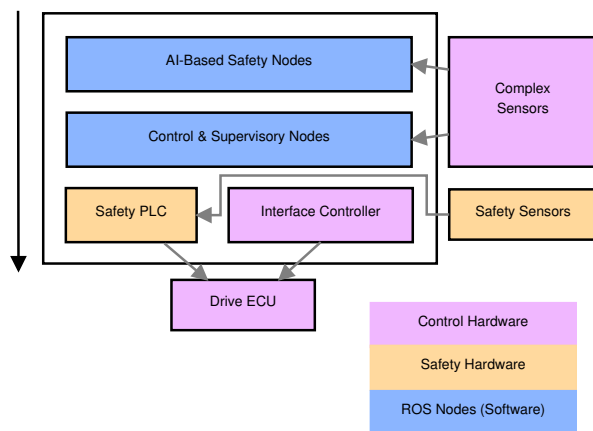 AI-Based Safety Nodes
Complex
Sensors
Control & Supervisory Nodes
Safety PLC
Interface Controller
Safety Sensors
Drive ECU
Control Hardware
Safety Hardware
ROS Nodes (Software)